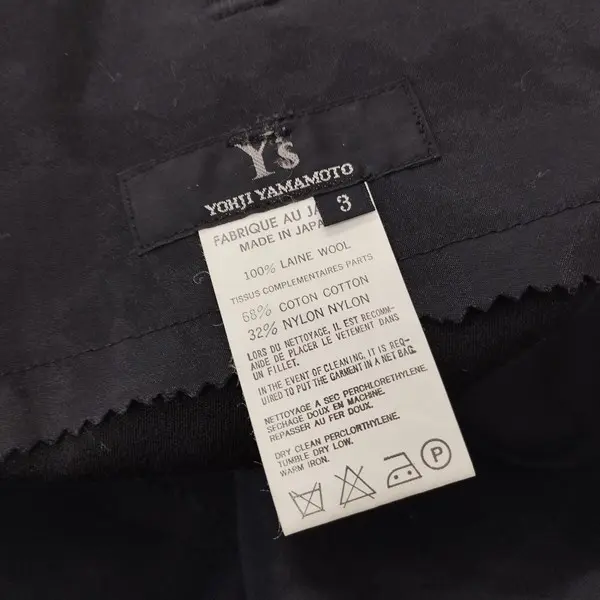 Y's
YOHJI YAMAMOTO
3
FABRIQUE AU JA
MADE IN JAPA
100% LAINE WOOL
TISSUS COMPLEMENTAIRES PARTS
68% COTON COTTON
32% NYLON NYLON
LORS DU NETTOYAGE, IL EST RECOMM-
ANDE DE PLACER LE VETEMENT DANS
UN FILLET.
IN THE EVENT OF CLEANING, IT IS REQ-
UIRED TO PUT THE GARMENT IN A NET BAG.
NETTOYAGE A SEC PERCHLORETHYLENE.
SECHAGE DOUX EN MACHINE.
REPASSER AU FER DOUX.
DRY CLEAN PERCLORTHYLENE.
TUMBLE DRY LOW.
WARM IRON.
P